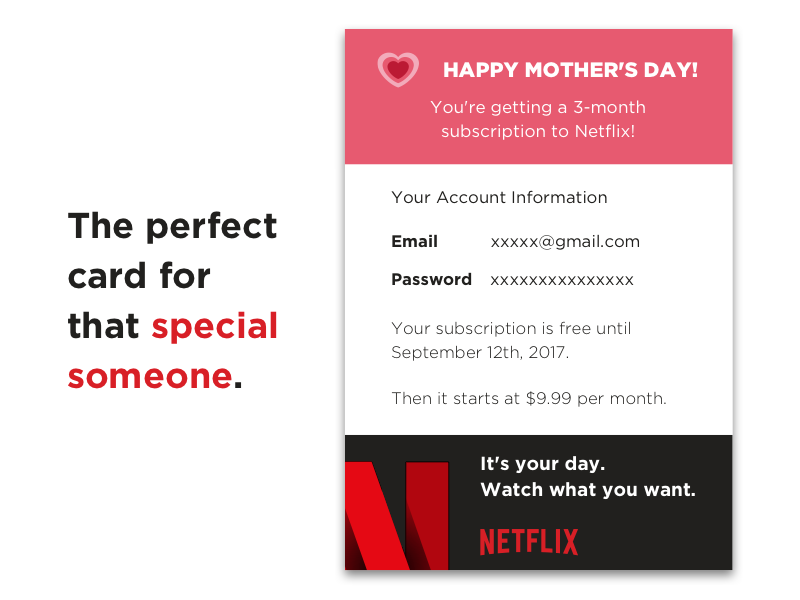 The perfect
card for
that special
someone.
HAPPY MOTHER'S DAY!
You're getting a 3-month
subscription to Netflix!
Your Account Information
Email xxxxx@gmail.com
Password xxxxxxxxxxxxxxx
Your subscription is free until
September 12th, 2017.
Then it starts at $9.99 per month.
It's your day.
Watch what you want.
NETFLIX